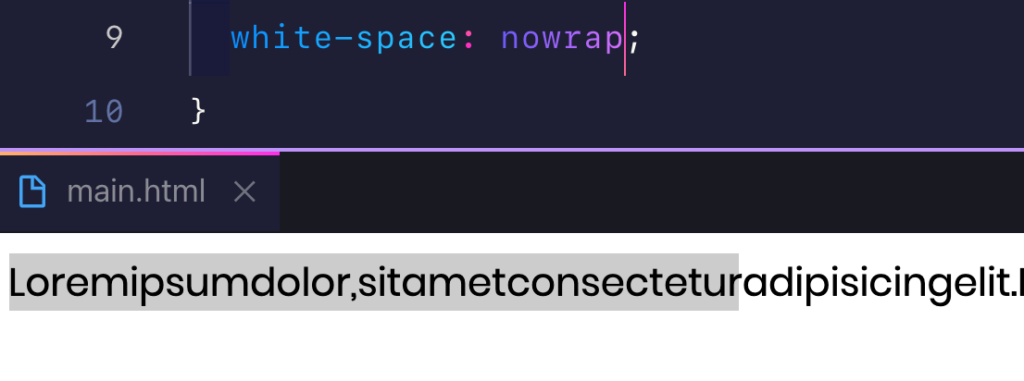 9 white-space: nowrap;
10 }
main.html
Loremipsumdolor,sitametconsecteturadipisicingelit.